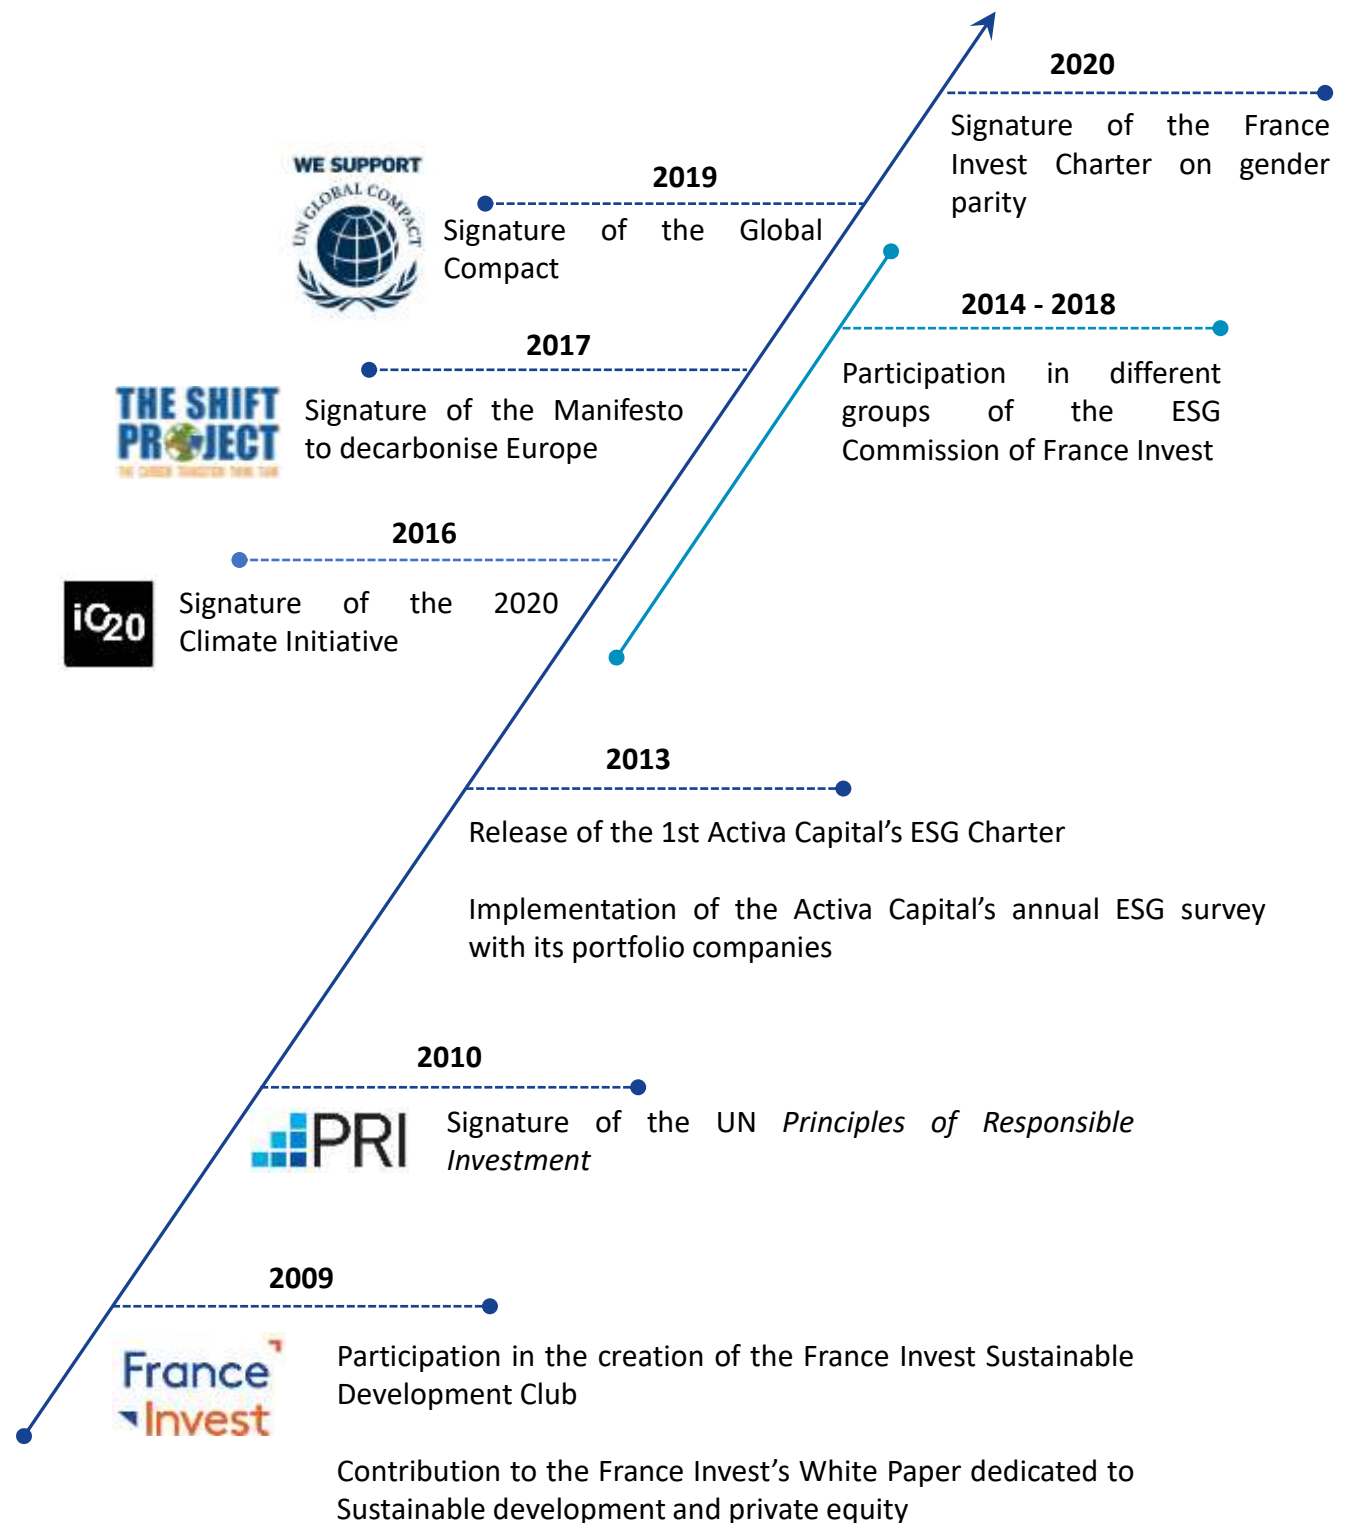 2020
Signature of the France
Invest Charter on gender
parity
WE SUPPORT
UN GLOBAL COMPACT
2019
Signature of the Global
Compact
2014 - 2018
Participation in different
groups of the ESG
Commission of France Invest
2017
THE SHIFT
PROJECT
THE CARBON TRANSITION THINK TANK
Signature of the Manifesto
to decarbonise Europe
2016
iC20
Signature of the 2020
Climate Initiative
2013
Release of the 1st Activa Capital’s ESG Charter
Implementation of the Activa Capital’s annual ESG survey
with its portfolio companies
2010
PRI
Signature of the UN Principles of Responsible
Investment
2009
France
Invest
Participation in the creation of the France Invest Sustainable
Development Club
Contribution to the France Invest’s White Paper dedicated to
Sustainable development and private equity